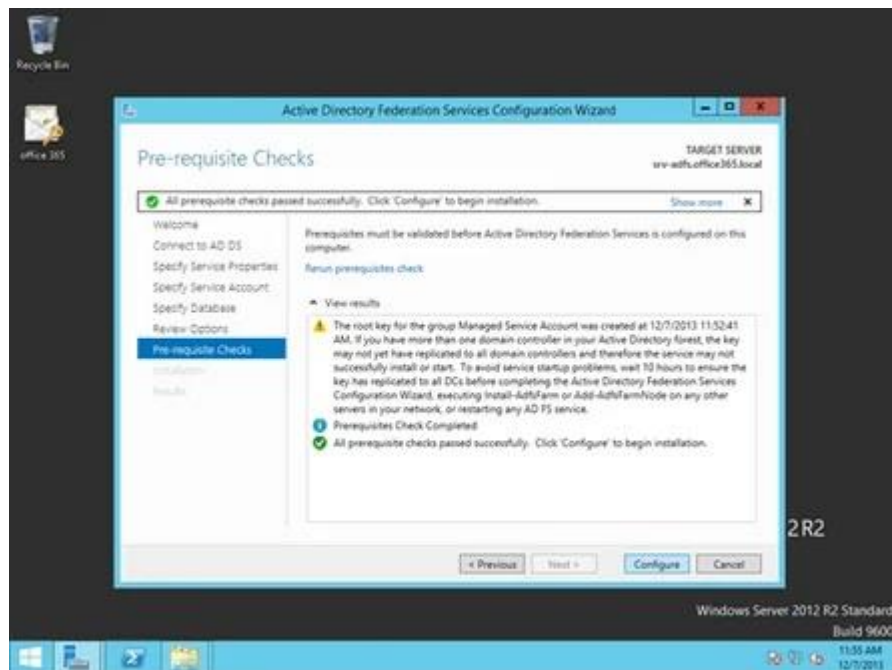 Recycle Bin
office 365
Active Directory Federation Services Configuration Wizard
Pre-requisite Checks
TARGET SERVER
srv-adfs.office365.local
All prerequisite checks passed successfully. Click 'Configure' to begin installation.
Show more
Welcome
Connect to AD DS
Specify Service Properties
Specify Service Account
Specify Database
Review Options
Pre-requisite Checks
Installation
Results
Prerequisites must be validated before Active Directory Federation Services is configured on this
computer.
Rerun prerequisites check
View results
The root key for the group Managed Service Account was created at 12/7/2013 11:52:41
AM. If you have more than one domain controller in your Active Directory forest, the key
may not yet have replicated to all domain controllers and therefore the service may not
successfully install or start. To avoid service startup problems, wait 10 hours to ensure the
key has replicated to all DCs before completing the Active Directory Federation Services
Configuration Wizard, executing Install-AdfsFarm or Add-AdfsFarmNode on any other
servers in your network, or restarting any AD FS service.
Prerequisites Check Completed
All prerequisite checks passed successfully. Click 'Configure' to begin installation.
2 R2
< Previous
Next >
Configure
Cancel
Windows Server 2012 R2 Standard
Build 9600
11:55 AM
12/7/2013